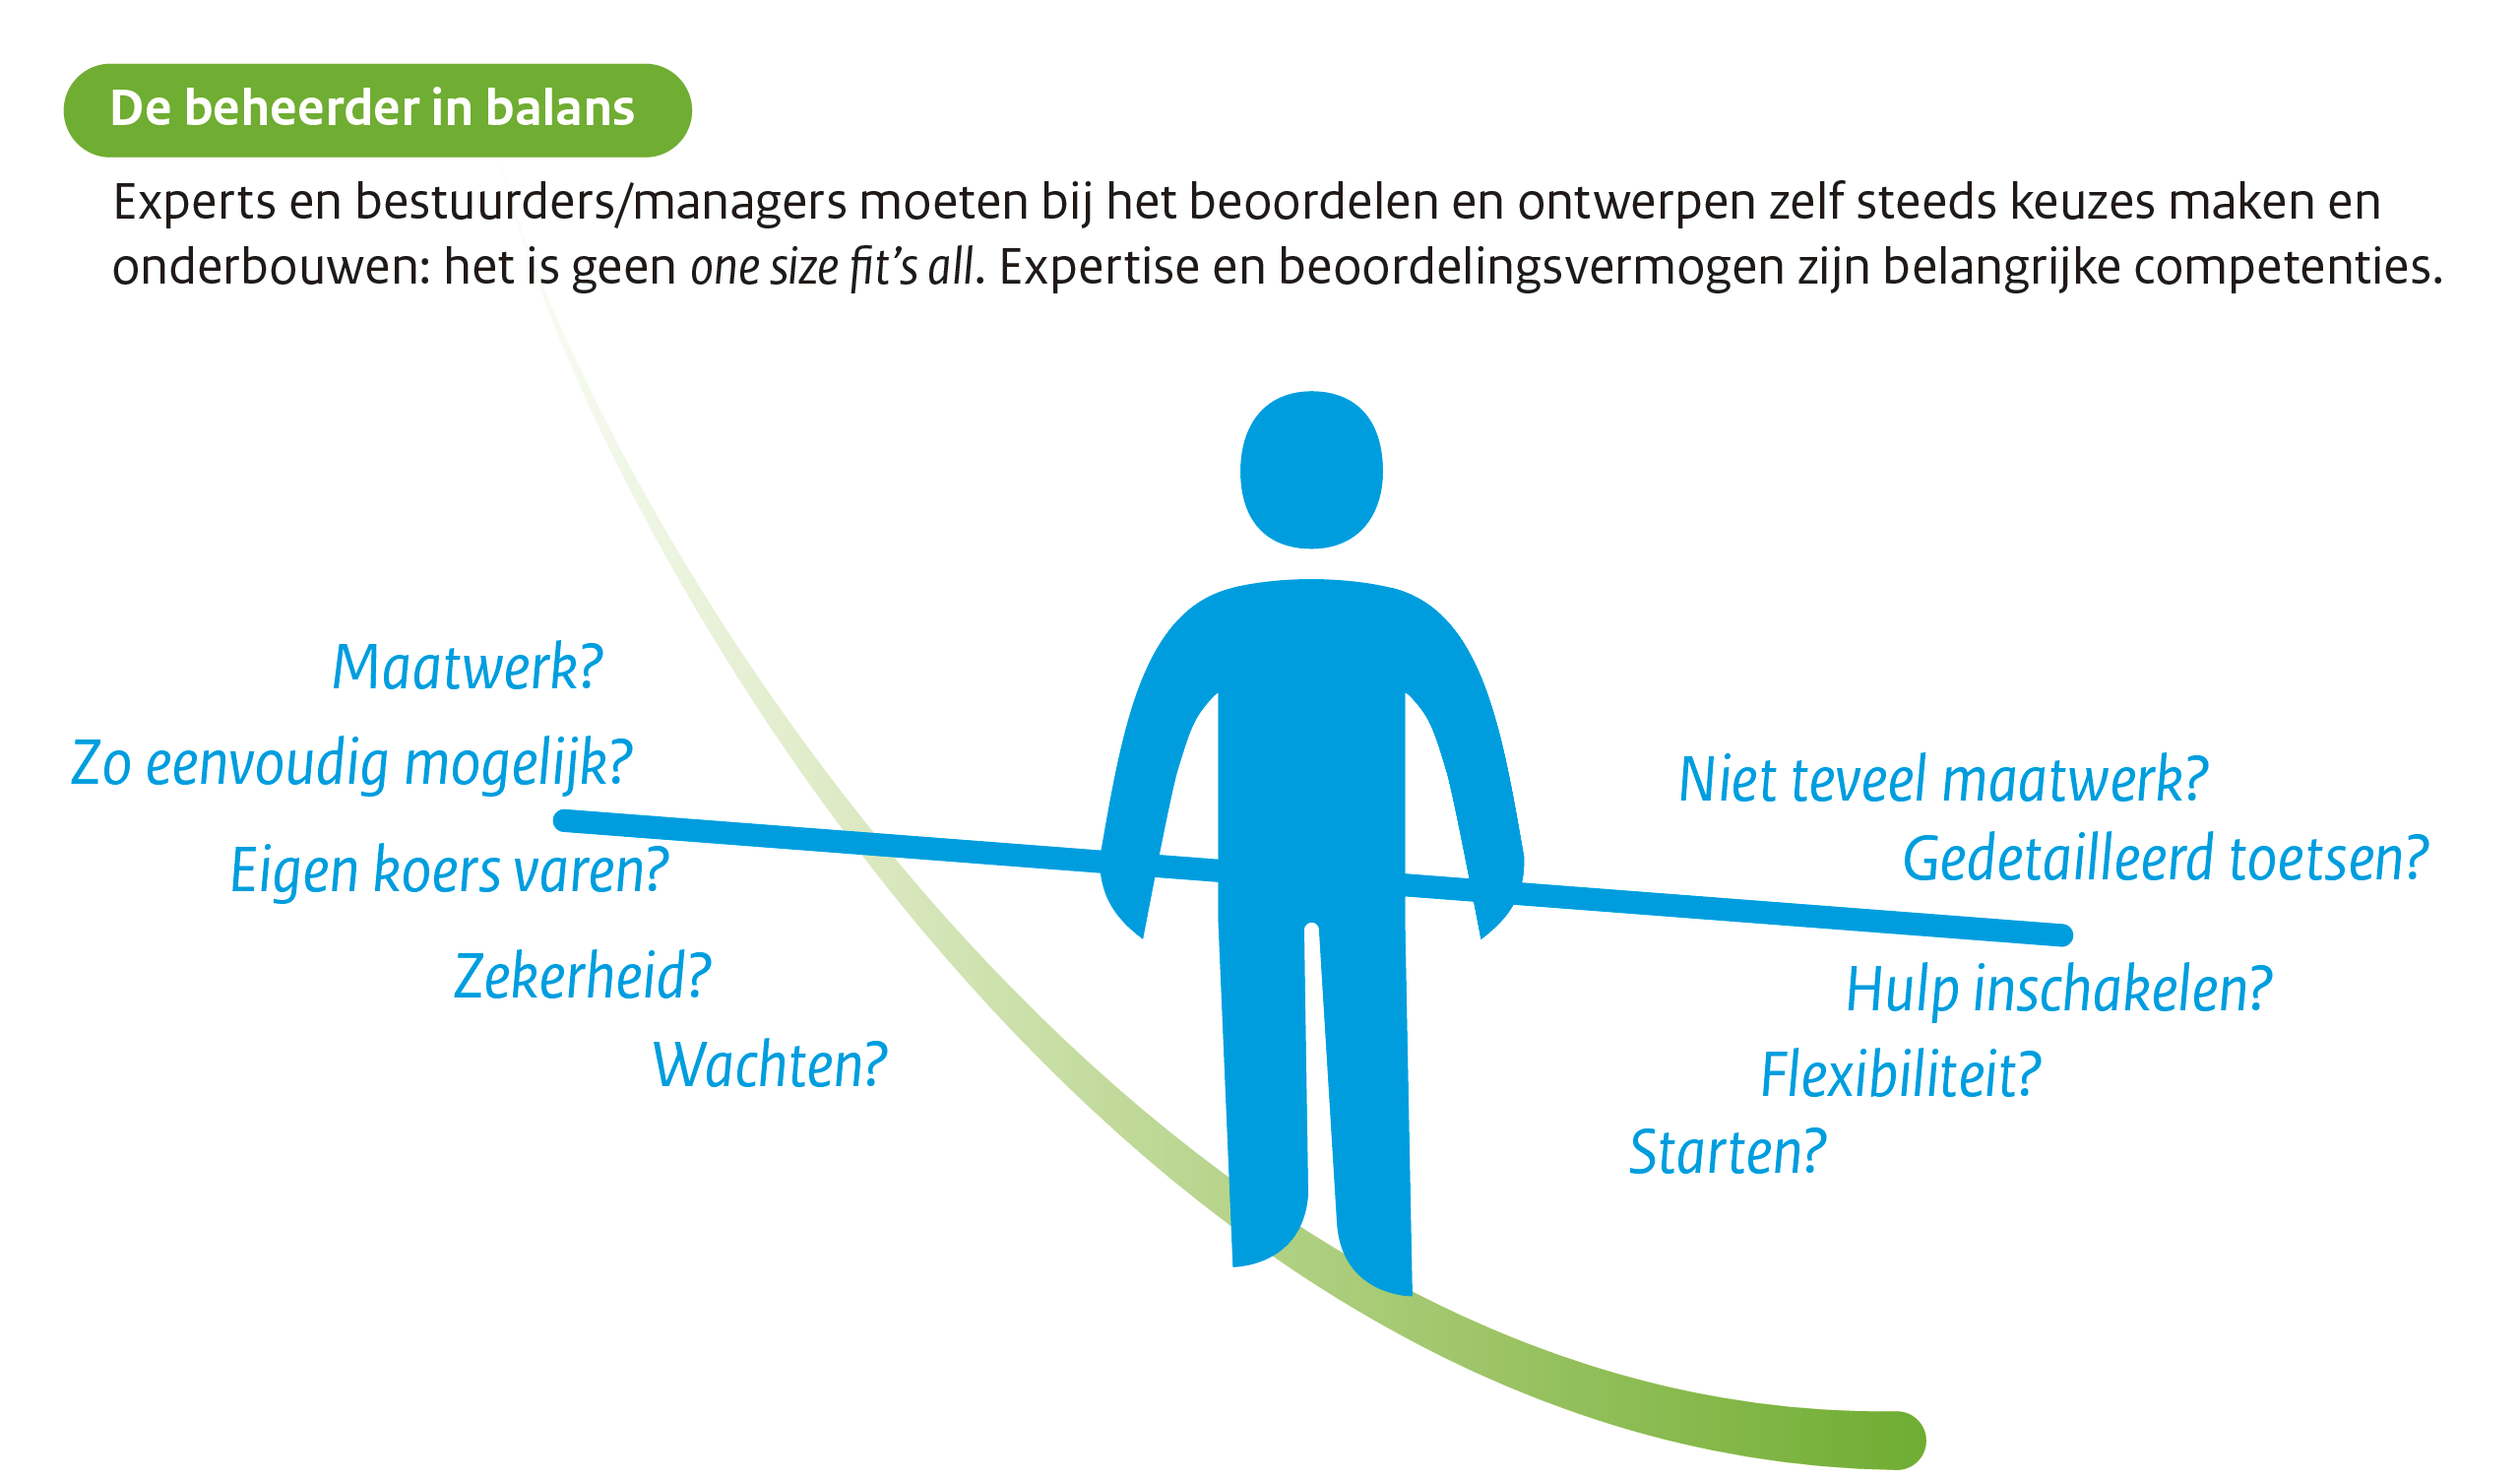 De beheerder in balans
Experts en bestuurders/managers moeten bij het beoordelen en ontwerpen zelf steeds keuzes maken en
onderbouwen: het is geen one size fit’s all. Expertise en beoordelingsvermogen zijn belangrijke competenties.
Maatwerk?
Zo eenvoudig mogelijk?
Eigen koers varen?
Zekerheid?
Wachten?
Niet teveel maatwerk?
Gedetailleerd toetsen?
Hulp inschakelen?
Flexibiliteit?
Starten?